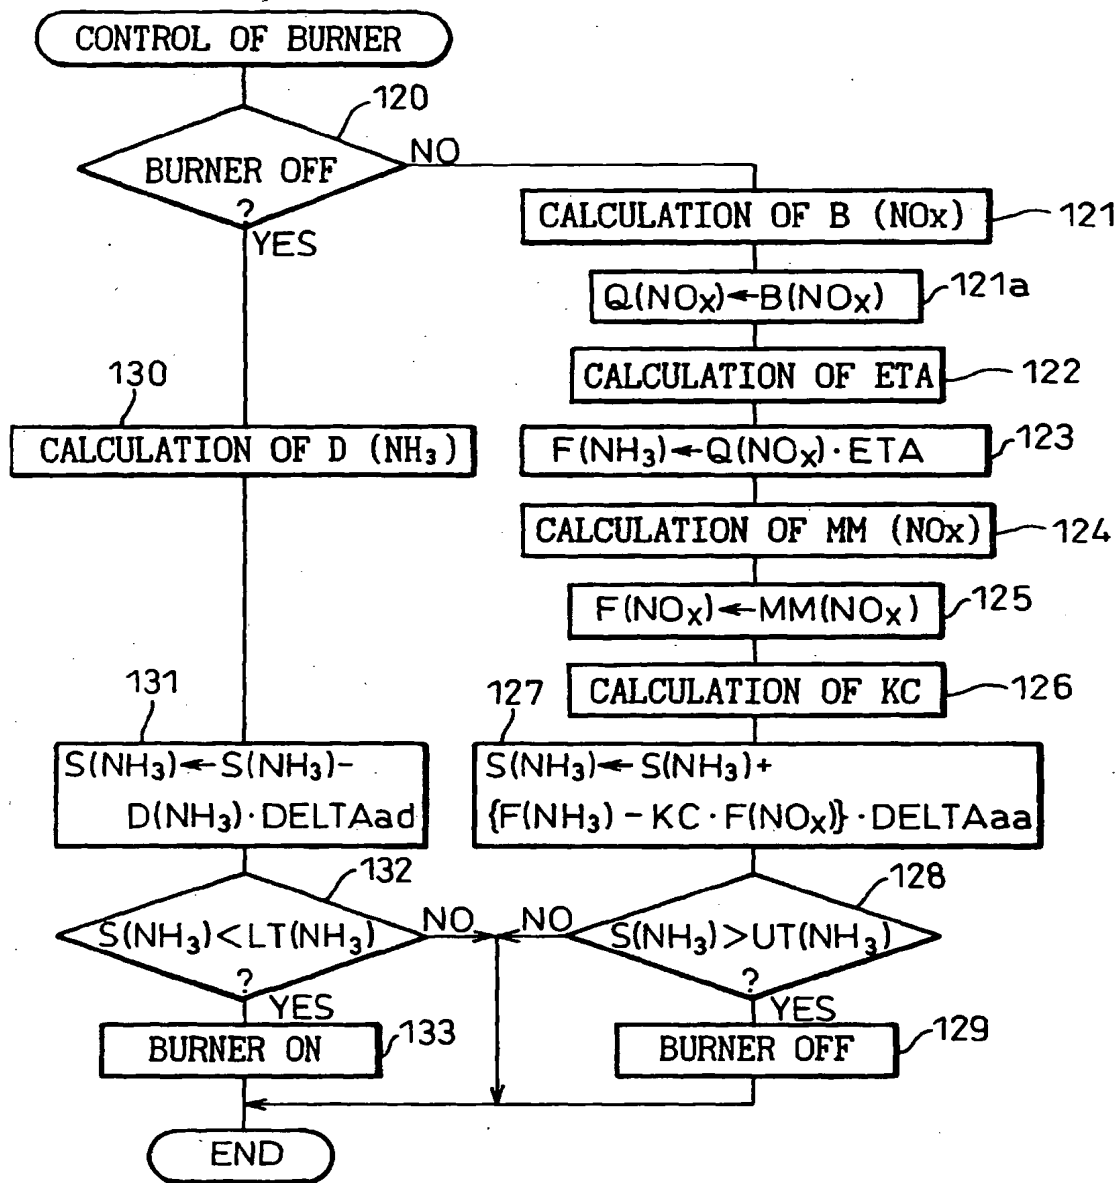 CONTROL OF BURNER
120
BURNER OFF
?
NO
YES
CALCULATION OF B (NOx)
121
Q(NOx)←B(NOx)
121a
CALCULATION OF ETA
122
130
CALCULATION OF D (NH₃)
F(NH₃)←Q(NOx)·ETA
123
CALCULATION OF MM (NOx)
124
F(NOx)←MM(NOx)
125
CALCULATION OF KC
126
131
S(NH₃)←S(NH₃)-
D(NH₃)·DELTAad
127
S(NH₃)←S(NH₃)+
{F(NH₃)-KC·F(NOx)}·DELTAaa
132
S(NH₃)<LT(NH₃)
?
NO
YES
128
S(NH₃)>UT(NH₃)
?
NO
YES
BURNER ON
133
BURNER OFF
129
END